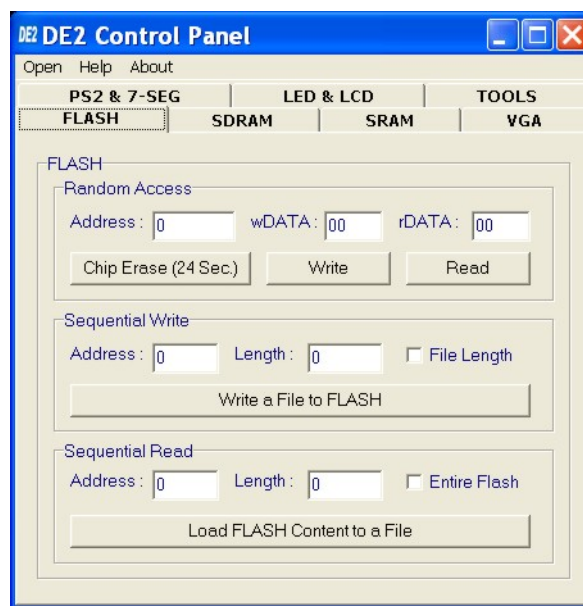 DE2 DE2 Control Panel
Open Help About
PS2 & 7-SEG LED & LCD TOOLS
FLASH SDRAM SRAM VGA
FLASH
Random Access
Address : 0 wDATA : 00 rDATA : 00
Chip Erase (24 Sec.) Write Read
Sequential Write
Address : 0 Length : 0 File Length
Write a File to FLASH
Sequential Read
Address : 0 Length : 0 Entire Flash
Load FLASH Content to a File